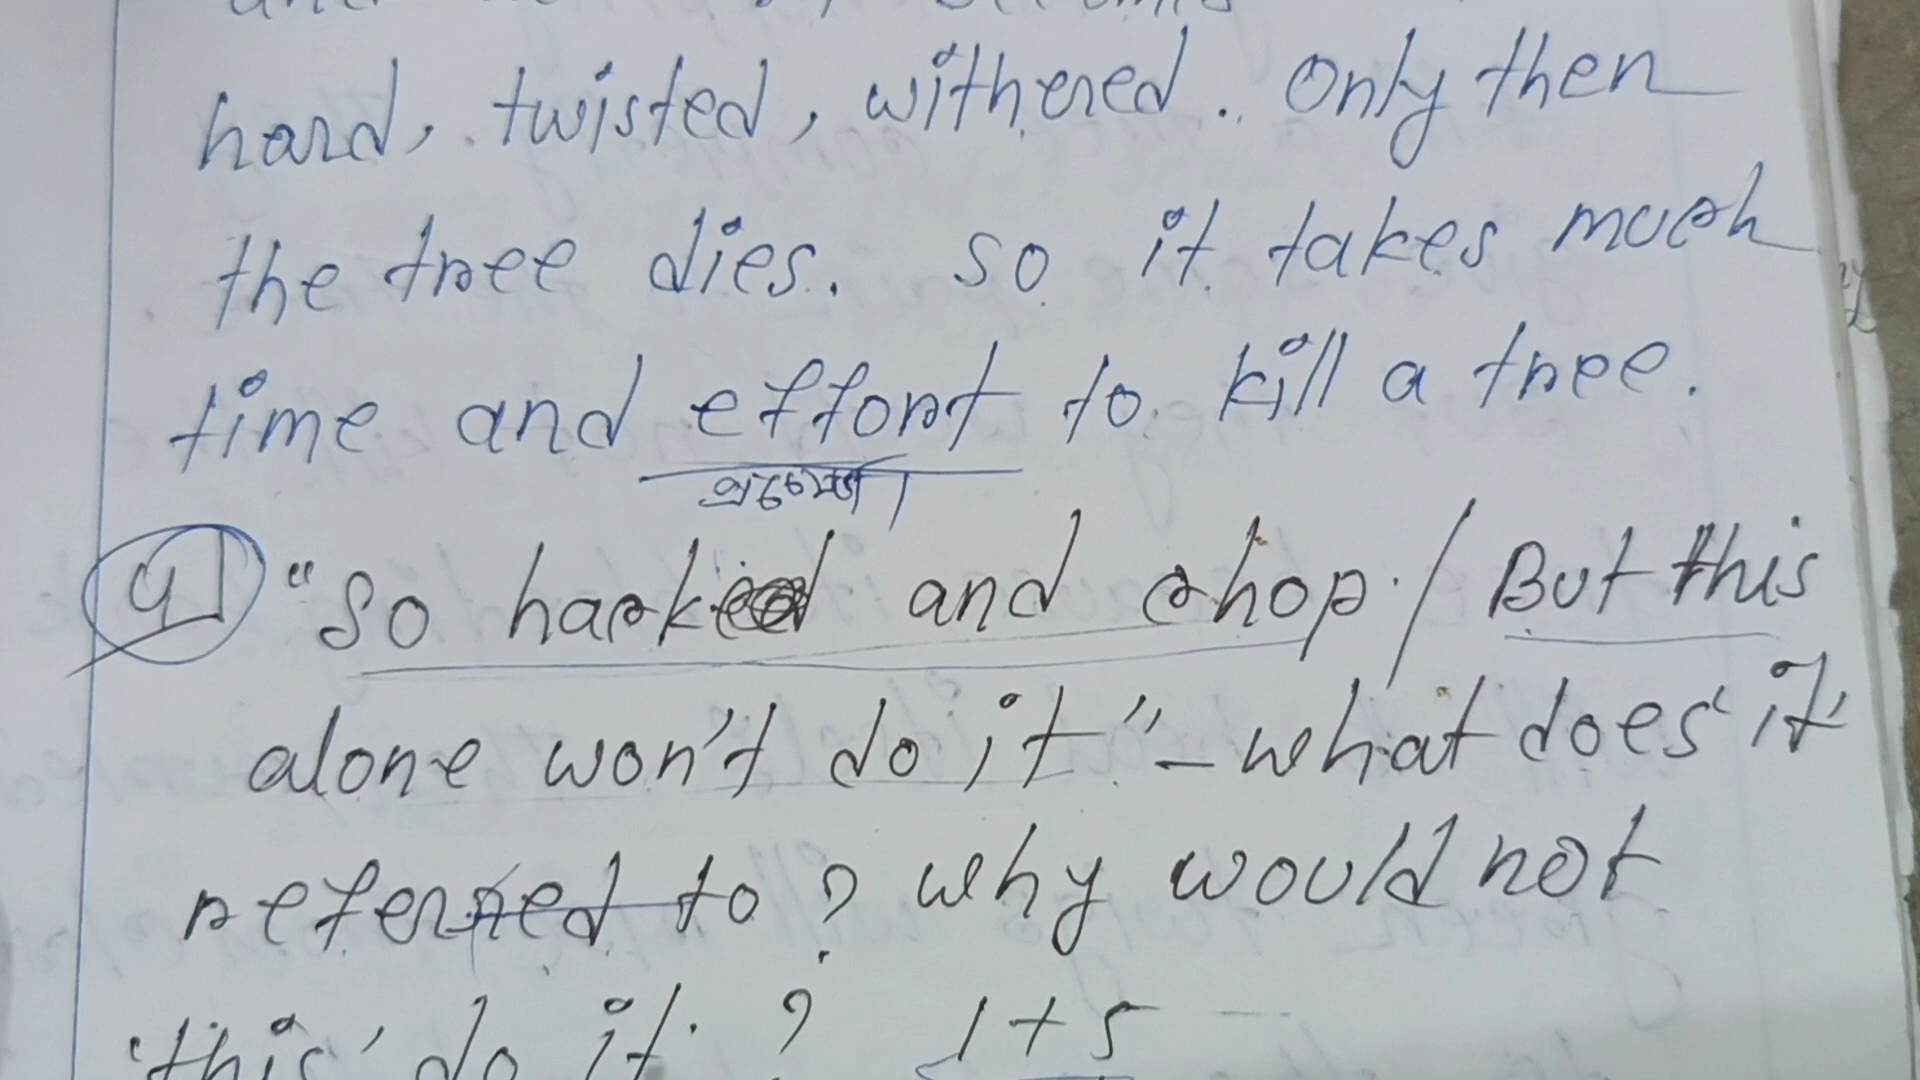 hard, twisted, withered. Only then
the tree dies. So it takes much
time and effort to kill a tree.
প্রচেষ্টা।
4] "So hack and chop. / But this
alone won't do it" - what does 'it'
referred to? why would not
'this' do it? 1+5